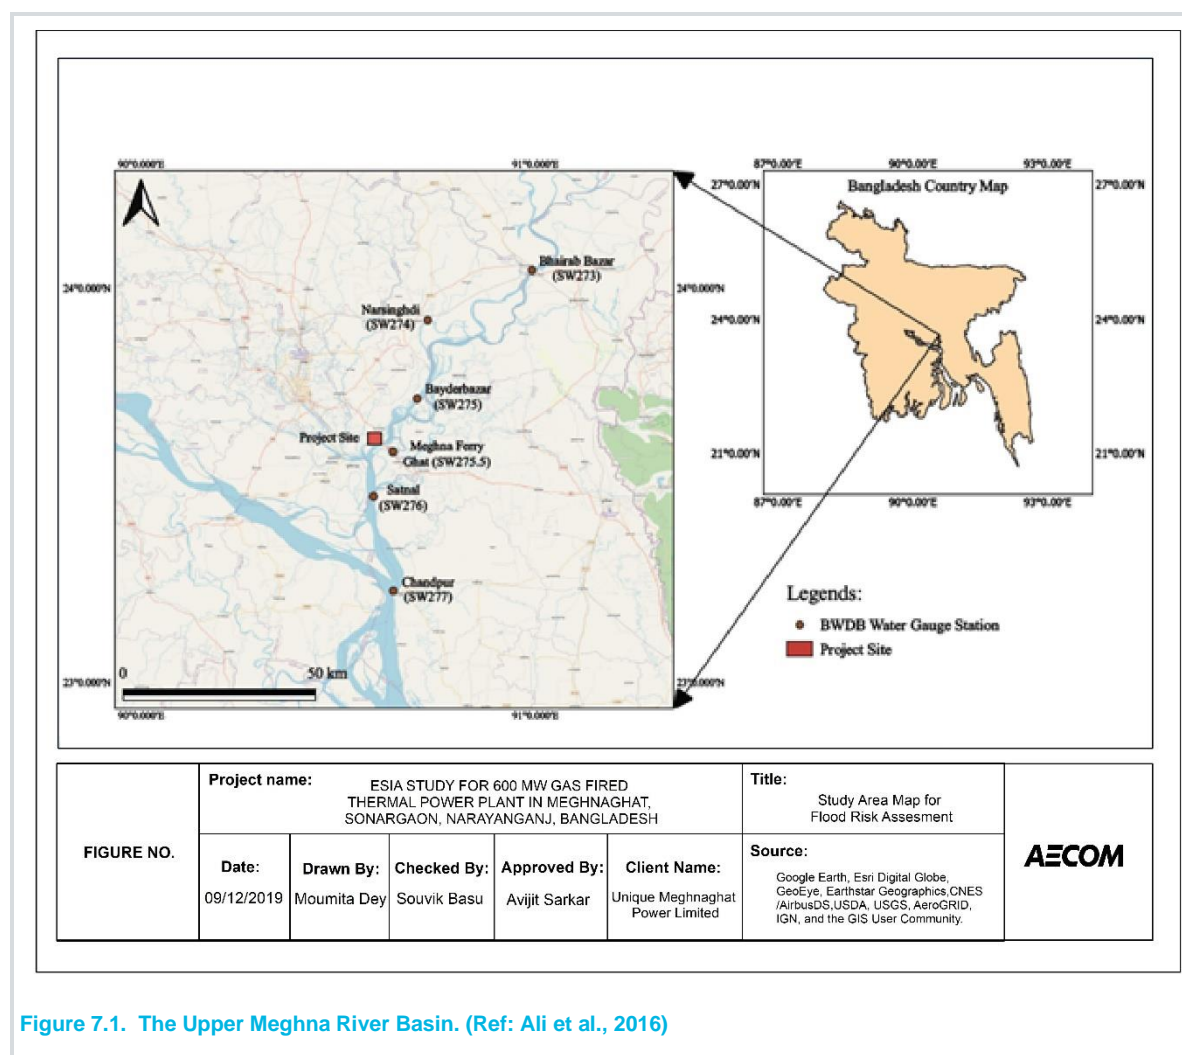 90°0.000'E
91°0.000'E
87°0.00'E
90°0.00'E
93°0.00'E
27°0.00'N
Bangladesh Country Map
27°0.00'N
Bhairab Bazar
(SW273)
24°0.000'N
24°0.000'N
Narsinghdi
(SW274)
24°0.00'N
24°0.00'N
Bayderbazar
(SW275)
Project Site
Meghna Ferry
Ghat (SW275.5)
21°0.00'N
21°0.00'N
Satnal
(SW276)
87°0.00'E
90°0.00'E
93°0.00'E
Chandpur
(SW277)
Legends:
BWDB Water Gauge Station
Project Site
0
50 km
23°0.000'N
23°0.000'N
90°0.000'E
91°0.000'E
FIGURE NO.
Project name:
ESIA STUDY FOR 600 MW GAS FIRED
THERMAL POWER PLANT IN MEGHNAGHAT,
SONARGAON, NARAYANGANJ, BANGLADESH
Title:
Study Area Map for
Flood Risk Assesment
Date:
09/12/2019
Drawn By:
Moumita Dey
Checked By:
Souvik Basu
Approved By:
Avijit Sarkar
Client Name:
Unique Meghnaghat
Power Limited
Source:
Google Earth, Esri Digital Globe,
GeoEye, Earthstar Geographics,CNES
/AirbusDS,USDA, USGS, AeroGRID,
IGN, and the GIS User Community.
AECOM
Figure 7.1. The Upper Meghna River Basin. (Ref: Ali et al., 2016)